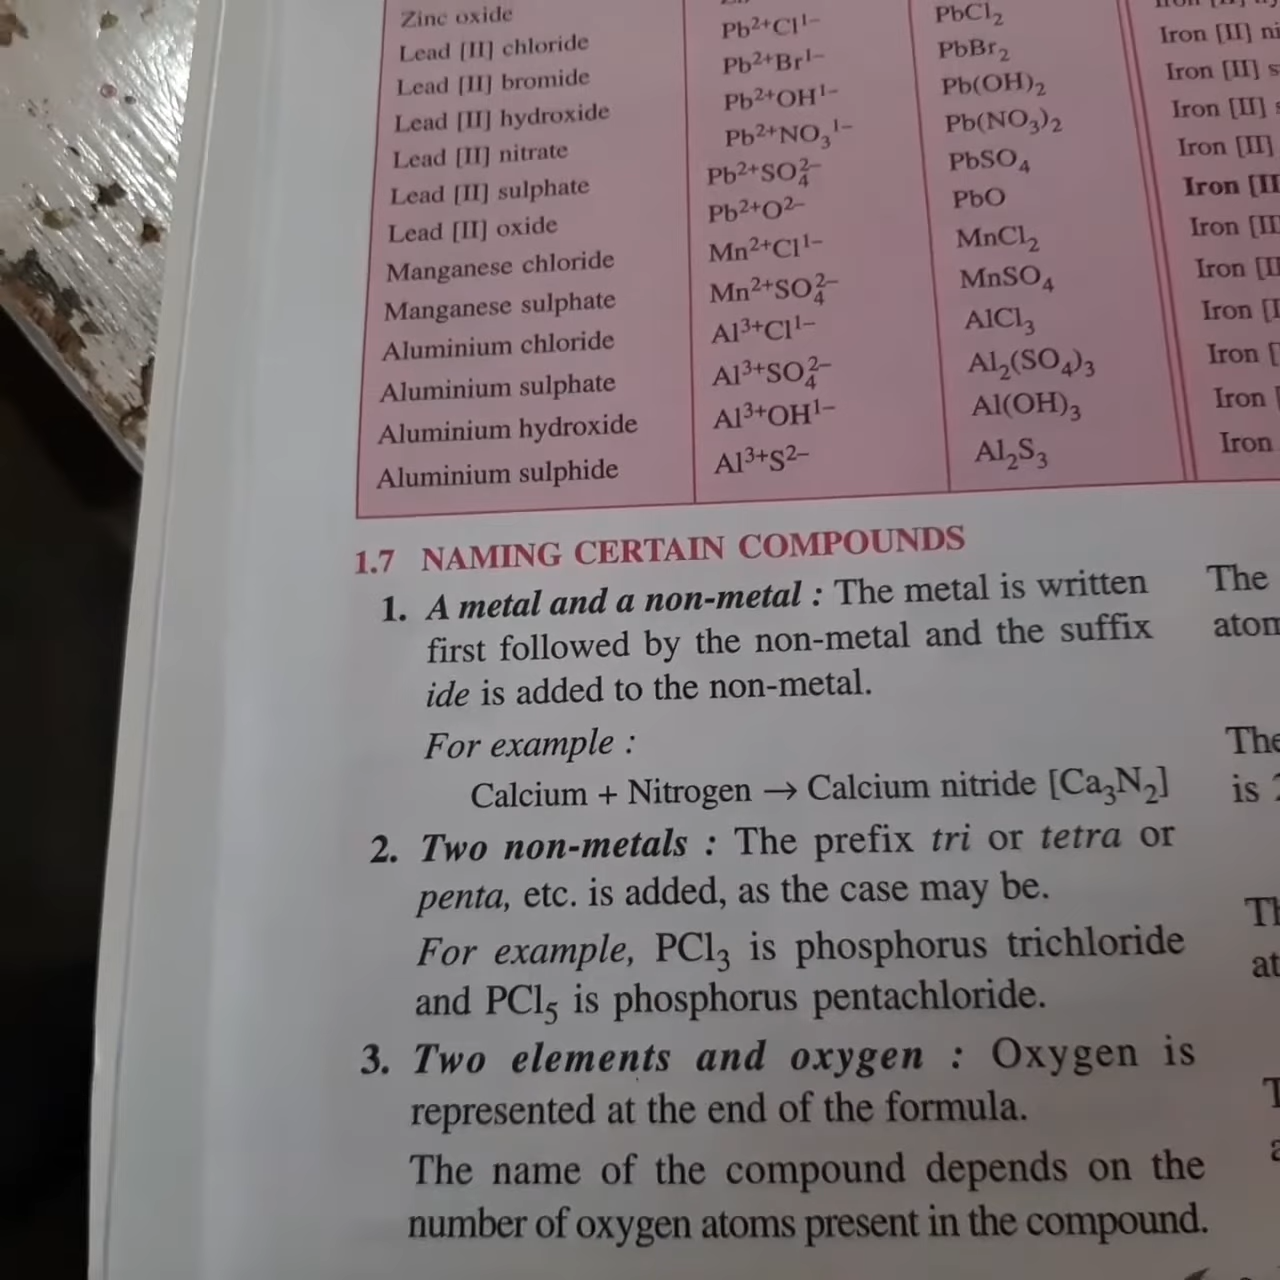 Zinc oxide
Lead [II] chloride Pb²⁺Cl¹⁻ PbCl₂
Lead [II] bromide Pb²⁺Br¹⁻ PbBr₂
Lead [II] hydroxide Pb²⁺OH¹⁻ Pb(OH)₂
Lead [II] nitrate Pb²⁺NO₃¹⁻ Pb(NO₃)₂
Lead [II] sulphate Pb²⁺SO₄²⁻ PbSO₄
Lead [II] oxide Pb²⁺O²⁻ PbO
Manganese chloride Mn²⁺Cl¹⁻ MnCl₂
Manganese sulphate Mn²⁺SO₄²⁻ MnSO₄
Aluminium chloride Al³⁺Cl¹⁻ AlCl₃
Aluminium sulphate Al³⁺SO₄²⁻ Al₂(SO₄)₃
Aluminium hydroxide Al³⁺OH¹⁻ Al(OH)₃
Aluminium sulphide Al³⁺S²⁻ Al₂S₃
1.7 NAMING CERTAIN COMPOUNDS
1. A metal and a non-metal : The metal is written
first followed by the non-metal and the suffix
ide is added to the non-metal.
For example :
Calcium + Nitrogen → Calcium nitride [Ca₃N₂]
2. Two non-metals : The prefix tri or tetra or
penta, etc. is added, as the case may be.
For example, PCl₃ is phosphorus trichloride
and PCl₅ is phosphorus pentachloride.
3. Two elements and oxygen : Oxygen is
represented at the end of the formula.
The name of the compound depends on the
number of oxygen atoms present in the compound.
Iron [II]
Iron [II]
Iron [II]
Iron [II]
Iron
Iron
Iron
Iron
Iron
Iron
Iron
Iron
The
is